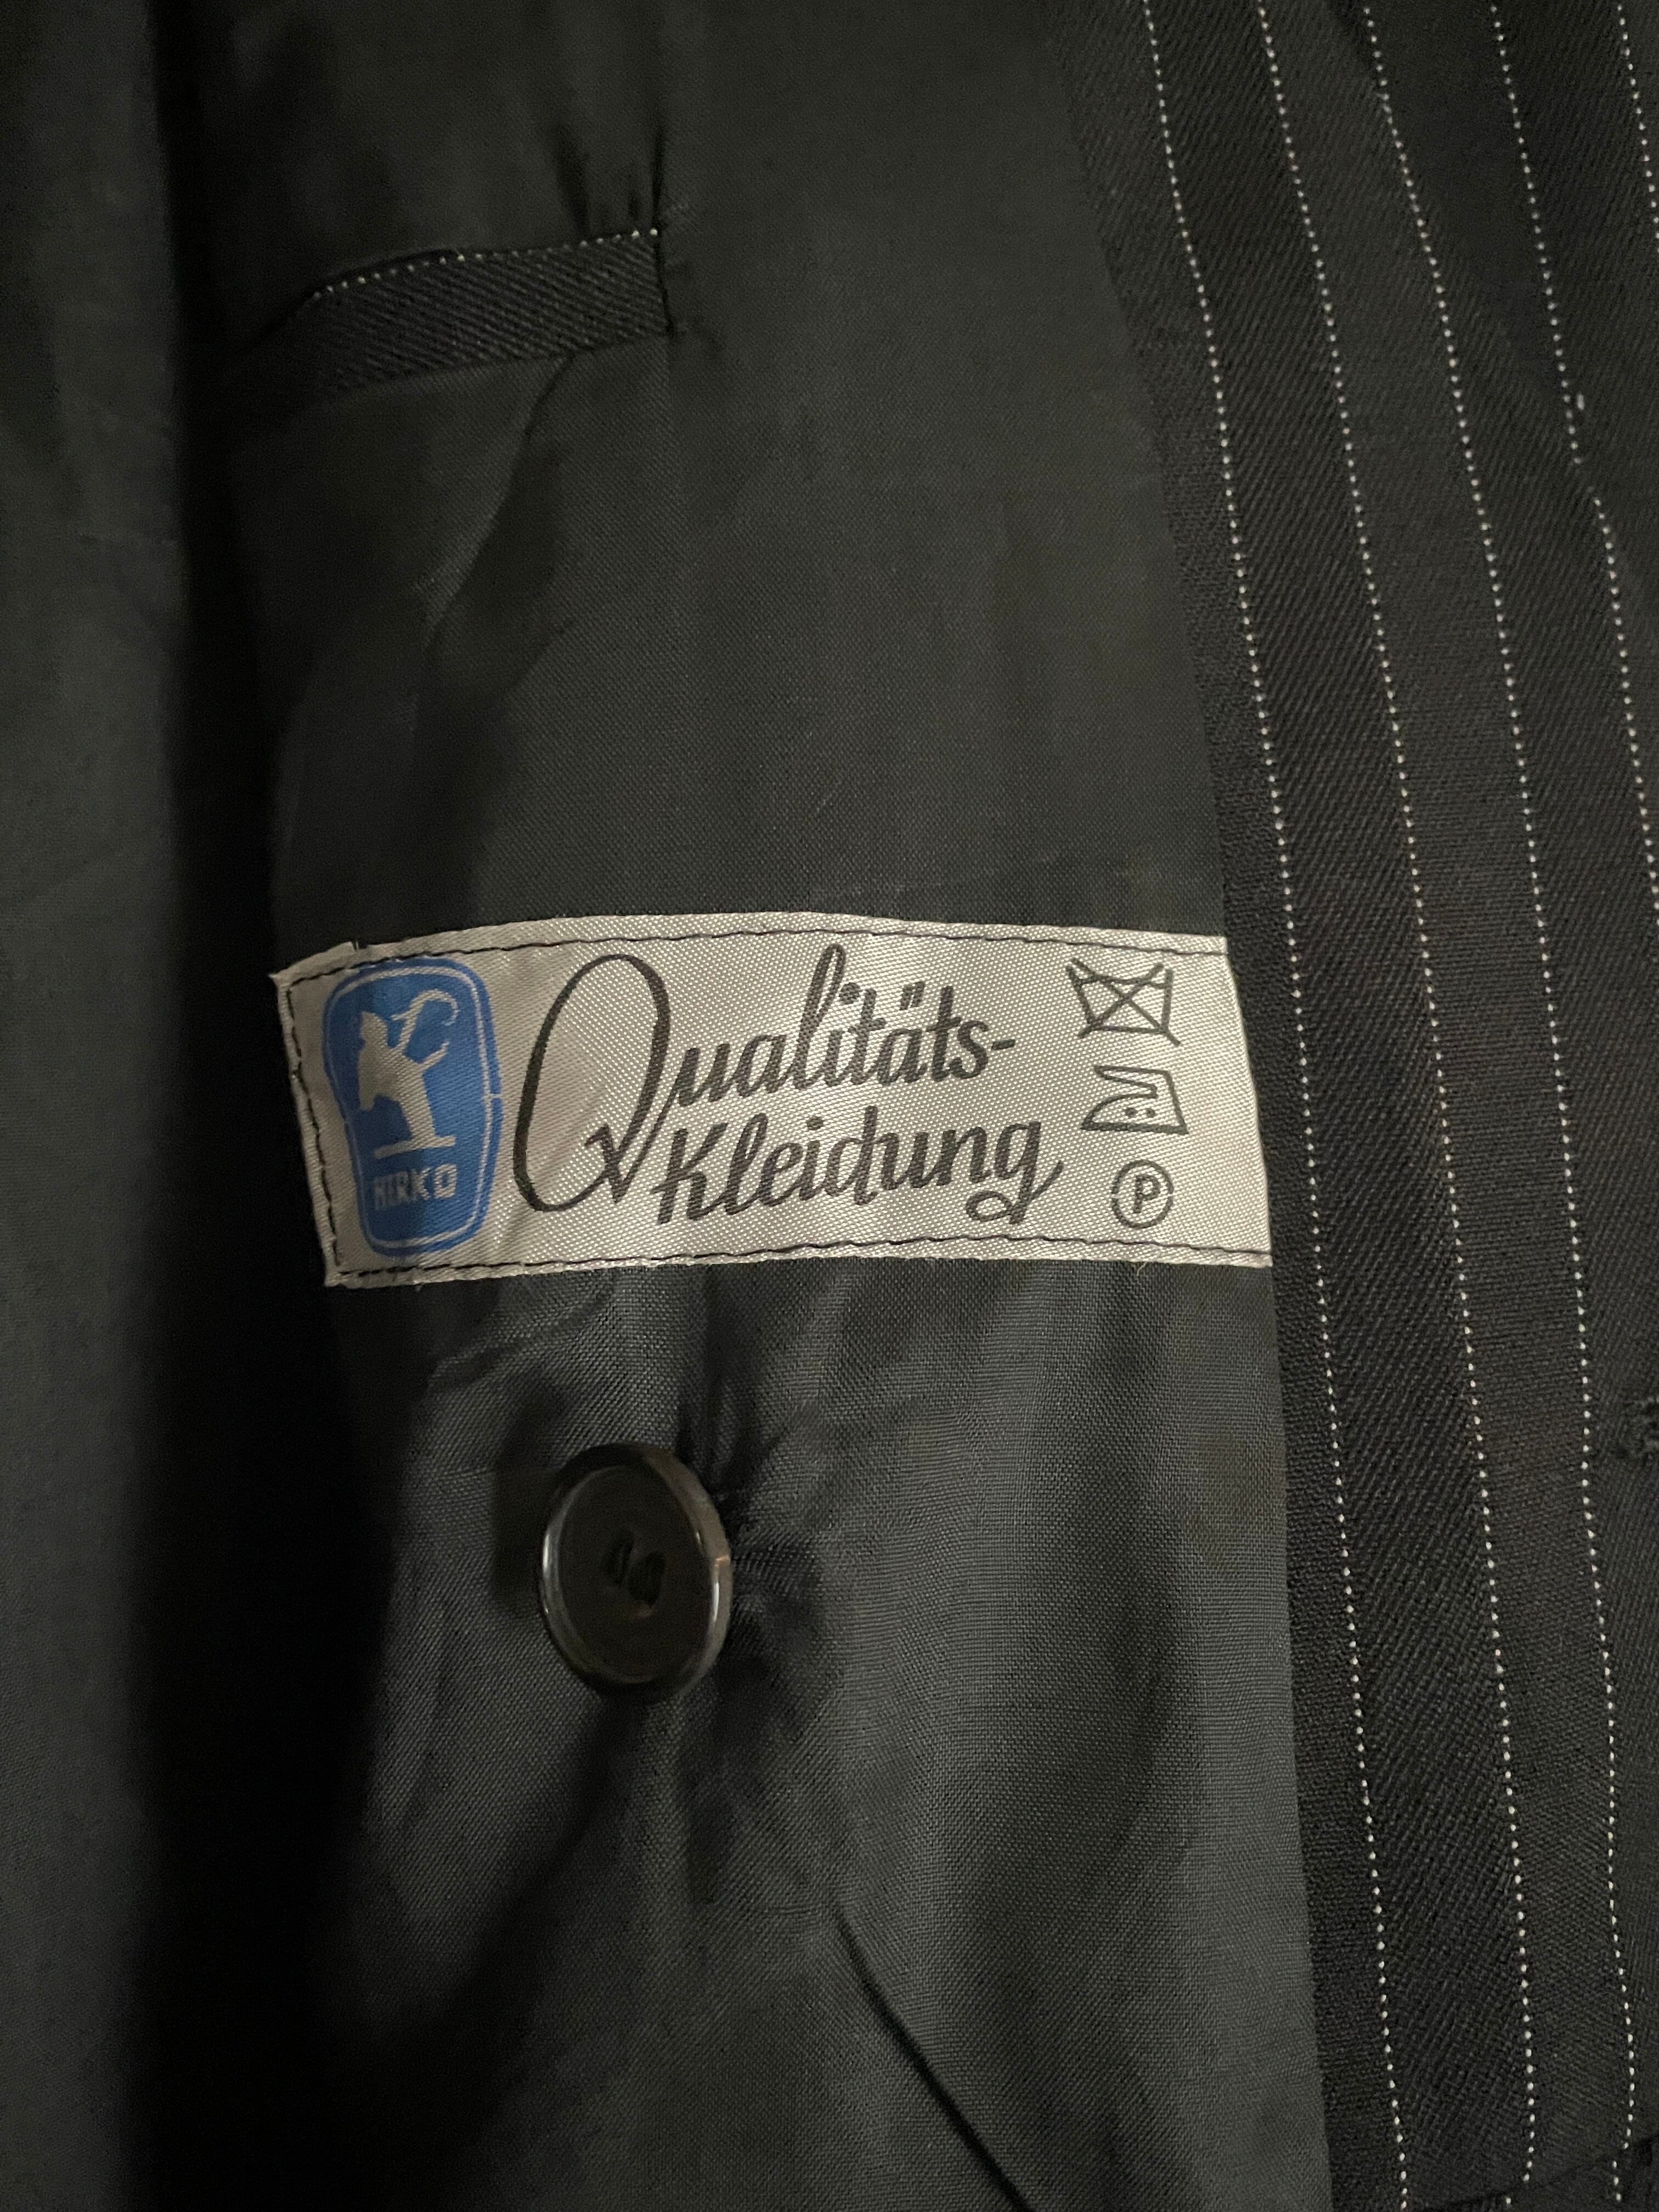 HIRKO
Qualitäts-
Kleidung
P